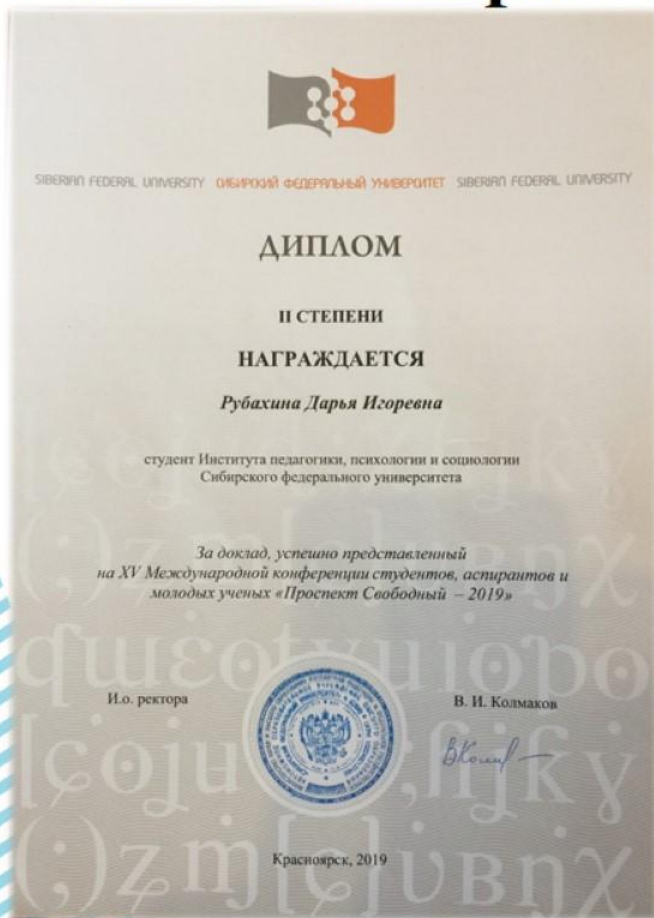 SIBERIAN FEDERAL UNIVERSITY СИБИРСКИЙ ФЕДЕРАЛЬНЫЙ УНИВЕРСИТЕТ SIBERIAN FEDERAL UNIVERSITY
ДИПЛОМ
II СТЕПЕНИ
НАГРАЖДАЕТСЯ
Рубахина Дарья Игоревна
студент Института педагогики, психологии и социологии
Сибирского федерального университета
За доклад, успешно представленный
на XV Международной конференции студентов, аспирантов и
молодых ученых «Проспект Свободный – 2019»
И.о. ректора
В. И. Колмаков
Красноярск, 2019